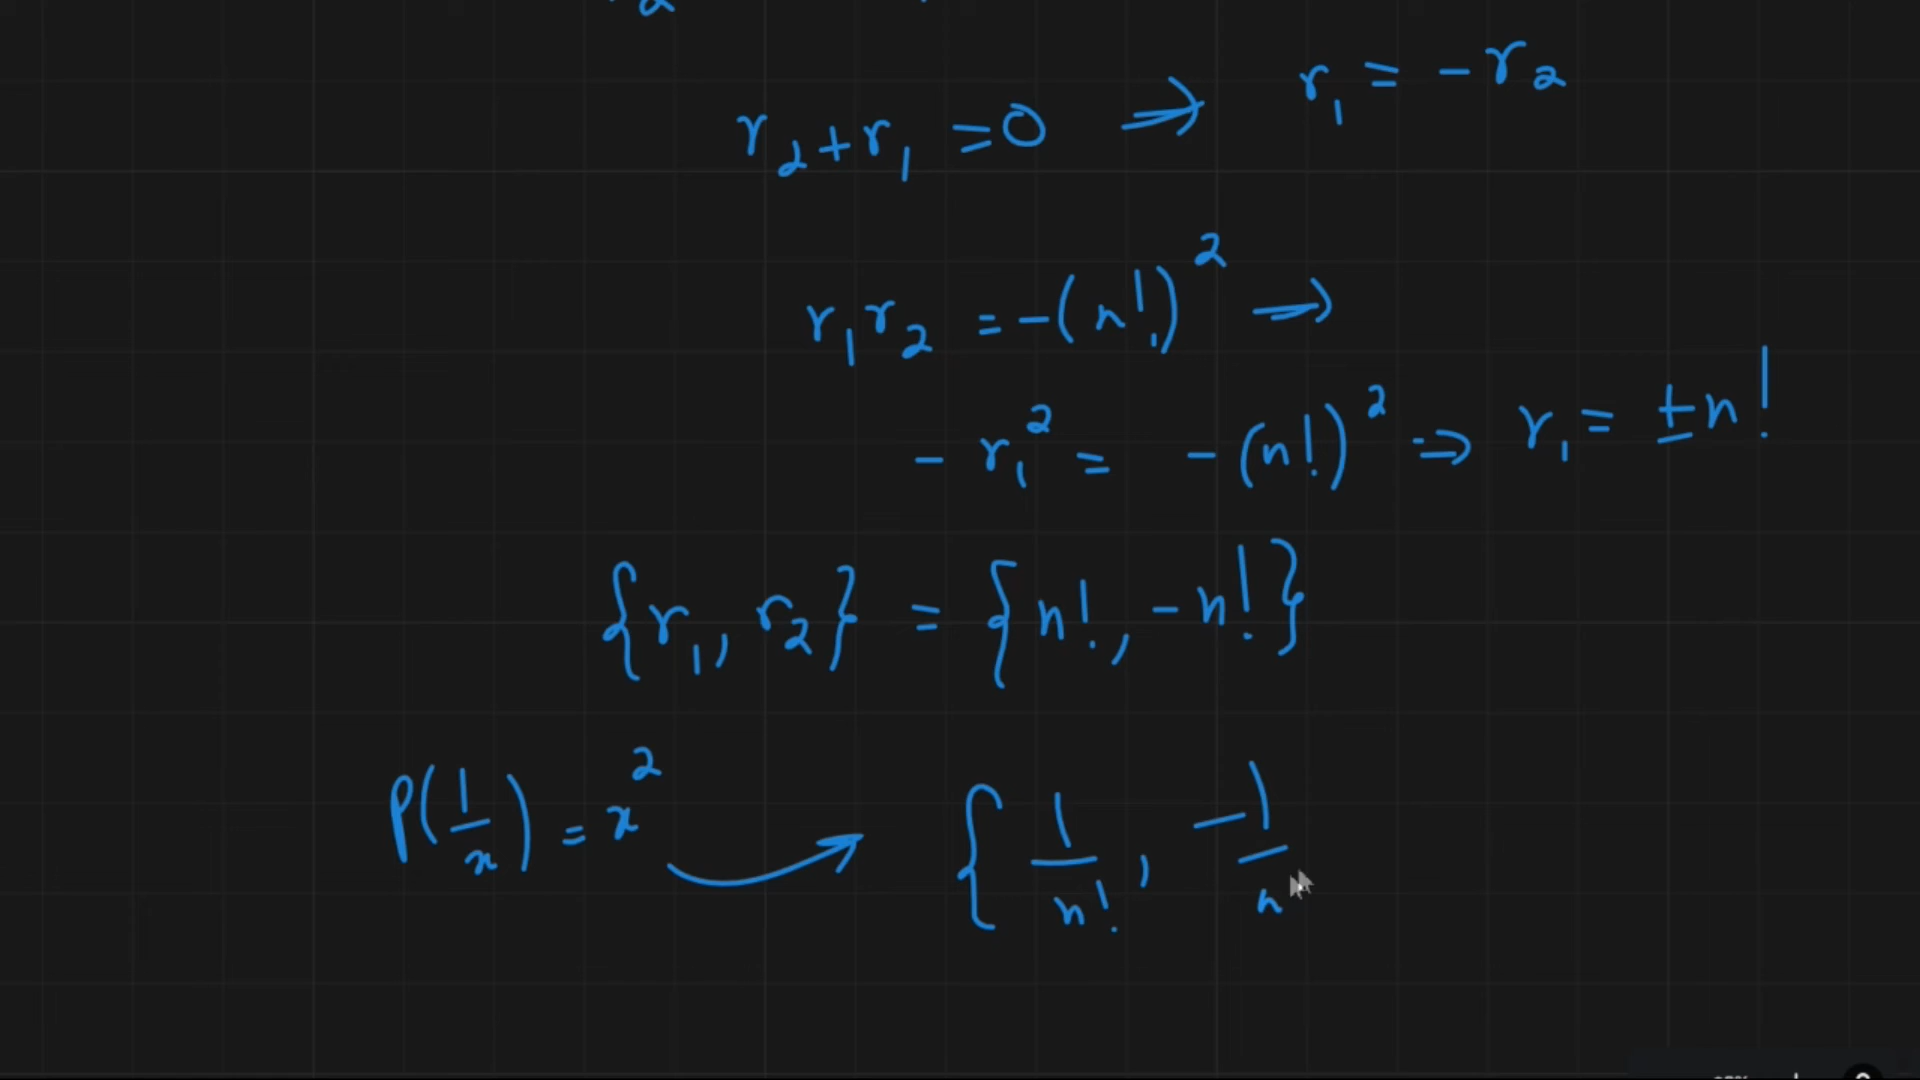 r₂ + r₁ = 0 ⇒ r₁ = -r₂
r₁r₂ = -(n!)² ⇒
-r₁² = -(n!)² ⇒ r₁ = ±n!
{r₁, r₂} = {n!, -n!}
P(1/x) = x² → {1/n!, -1/n